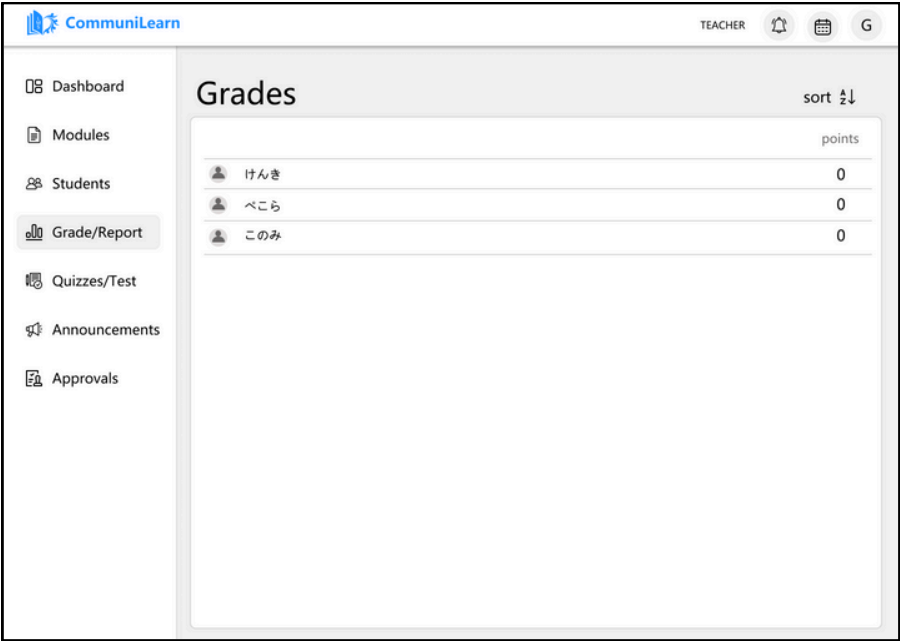 CommuniLearn
TEACHER
G
Dashboard
Modules
Students
Grade/Report
Quizzes/Test
Announcements
Approvals
Grades
sort
points
けんき 0
ぺこら 0
このみ 0